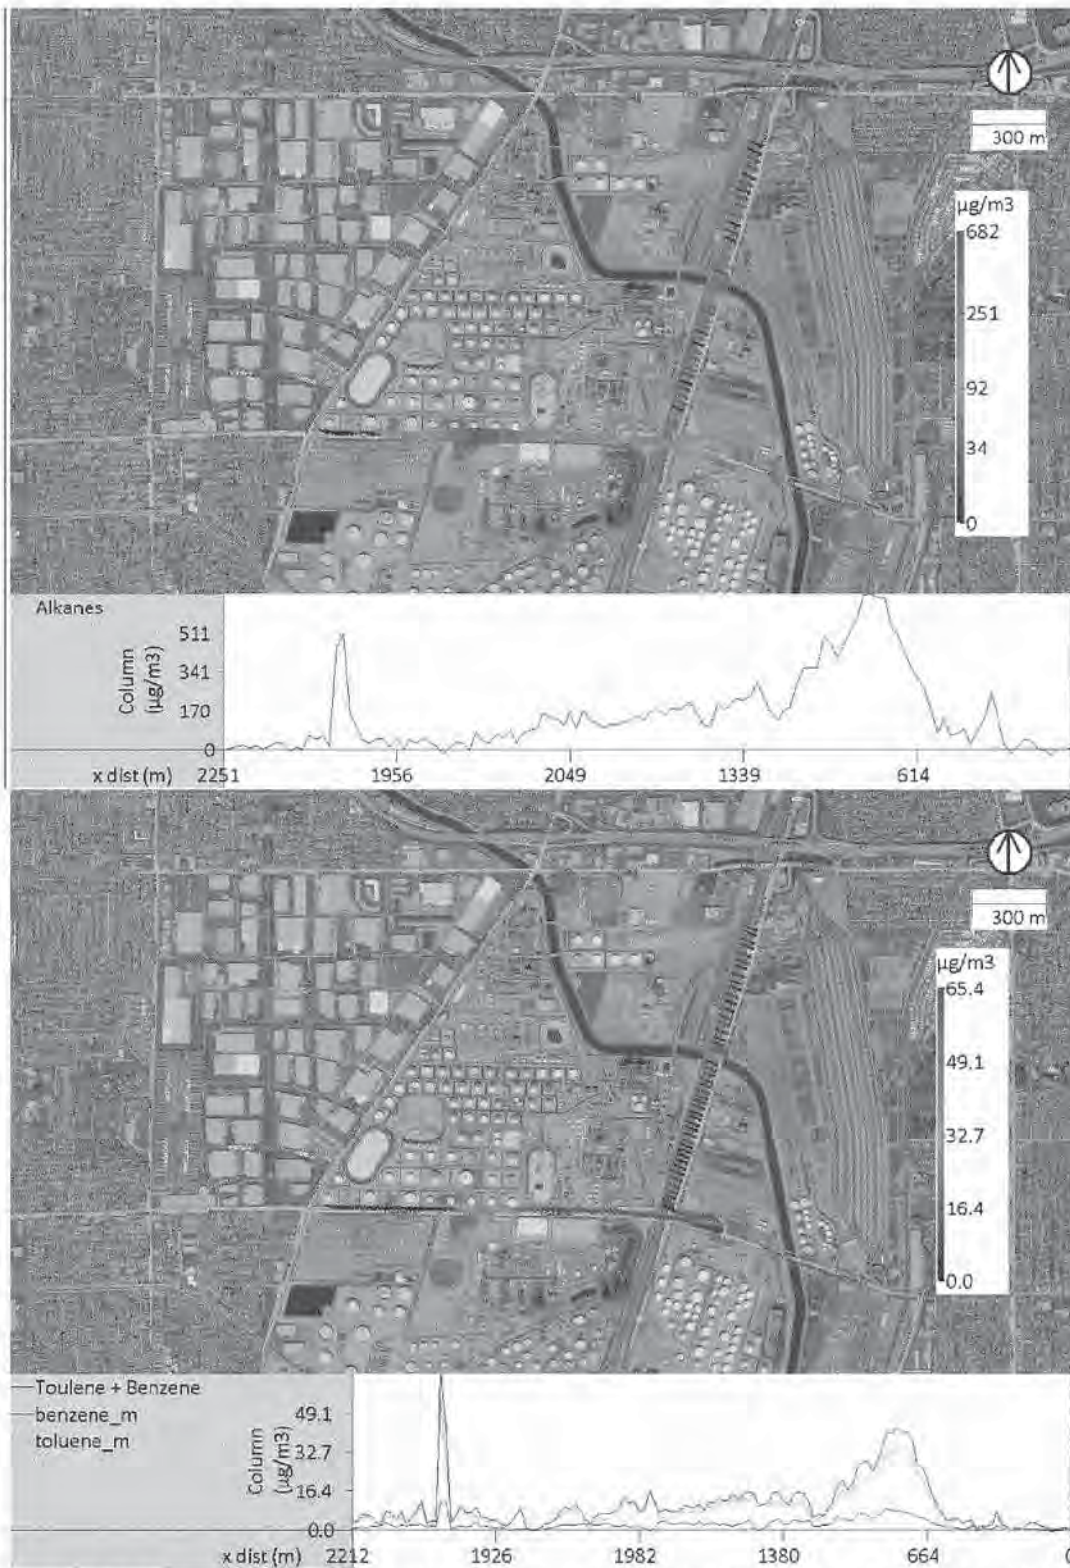 300 m
µg/m3
682
251
92
34
0
Alkanes
Column
(µg/m3)
511
341
170
0
x dist (m)
2251
1956
2049
1339
614
300 m
µg/m3
65.4
49.1
32.7
16.4
0.0
Toulene + Benzene
benzene_m
toluene_m
Column
(µg/m3)
49.1
32.7
16.4
0.0
x dist (m)
2212
1926
1982
1380
664